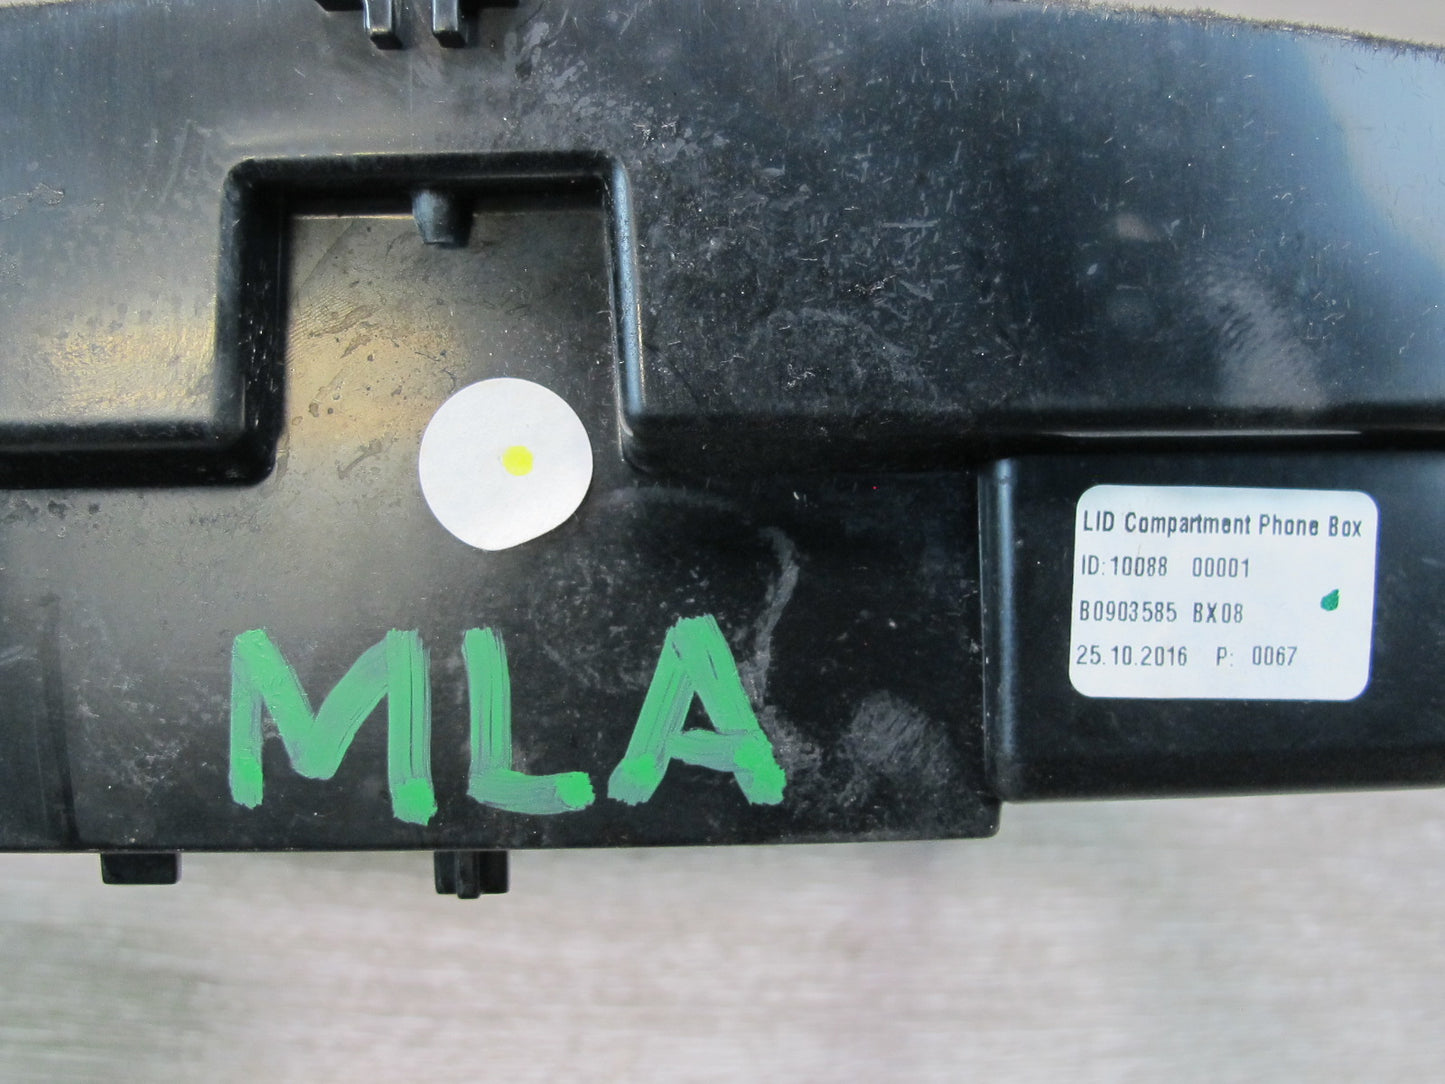 LID Compartment Phone Box
ID:10088 00001
B0903585 BX08
25.10.2016 P: 0067
MLA